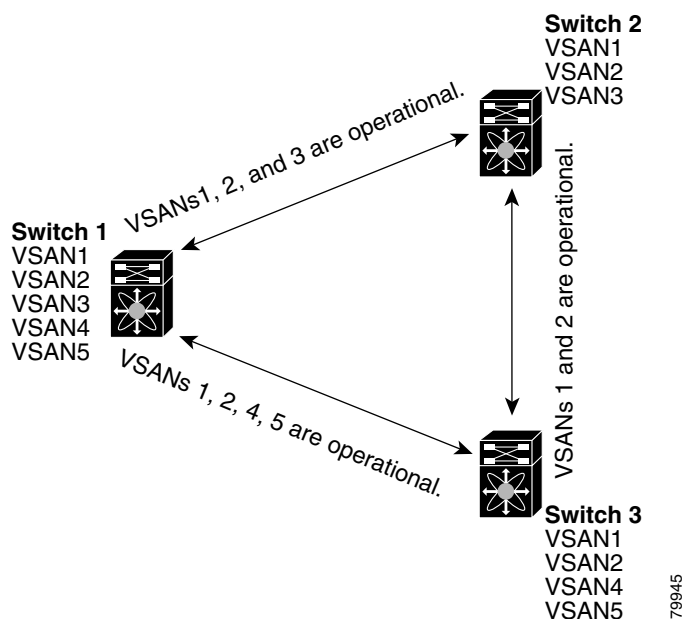 Switch 2
VSAN1
VSAN2
VSAN3
VSANs1, 2, and 3 are operational.
Switch 1
VSAN1
VSAN2
VSAN3
VSAN4
VSAN5
VSANs 1 and 2 are operational.
VSANs 1, 2, 4, 5 are operational.
Switch 3
VSAN1
VSAN2
VSAN4
VSAN5
79945